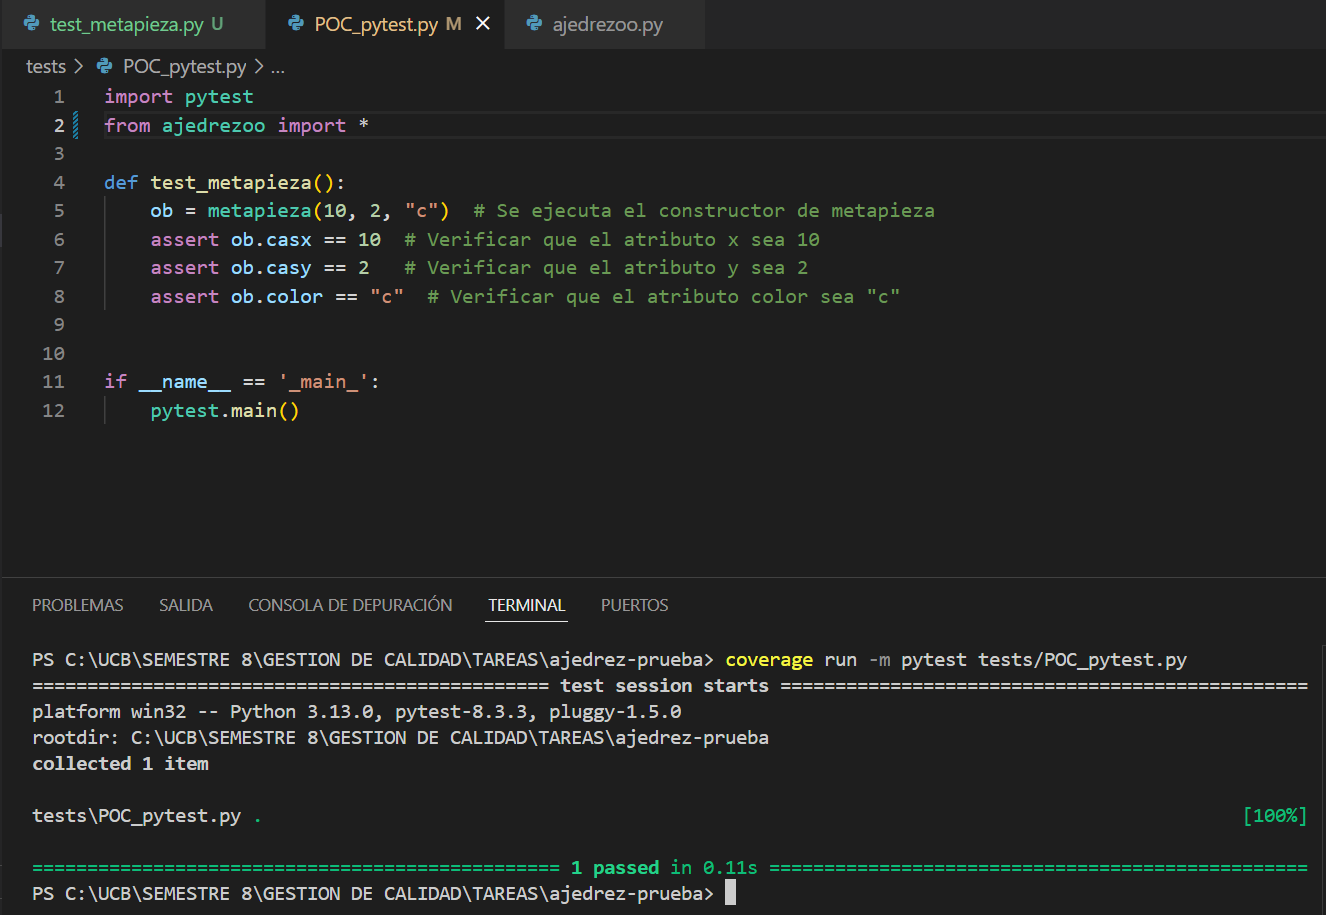 test_metapieza.py U POC_pytest.py M ajedrezoo.py
tests > POC_pytest.py > ...
1 import pytest
2 from ajedrezoo import *
3
4 def test_metapieza():
5 ob = metapieza(10, 2, "c")  # Se ejecuta el constructor de metapieza
6 assert ob.casx == 10  # Verificar que el atributo x sea 10
7 assert ob.casy == 2   # Verificar que el atributo y sea 2
8 assert ob.color == "c"  # Verificar que el atributo color sea "c"
9
10
11 if __name__ == '_main_':
12 pytest.main()
PROBLEMAS SALIDA CONSOLA DE DEPURACIÓN TERMINAL PUERTOS
PS C:\UCB\SEMESTRE 8\GESTION DE CALIDAD\TAREAS\ajedrez-prueba> coverage run -m pytest tests/POC_pytest.py
=============================================== test session starts ================================================
platform win32 -- Python 3.13.0, pytest-8.3.3, pluggy-1.5.0
rootdir: C:\UCB\SEMESTRE 8\GESTION DE CALIDAD\TAREAS\ajedrez-prueba
collected 1 item
tests\POC_pytest.py . [100%]
================================================ 1 passed in 0.11s =================================================
PS C:\UCB\SEMESTRE 8\GESTION DE CALIDAD\TAREAS\ajedrez-prueba>